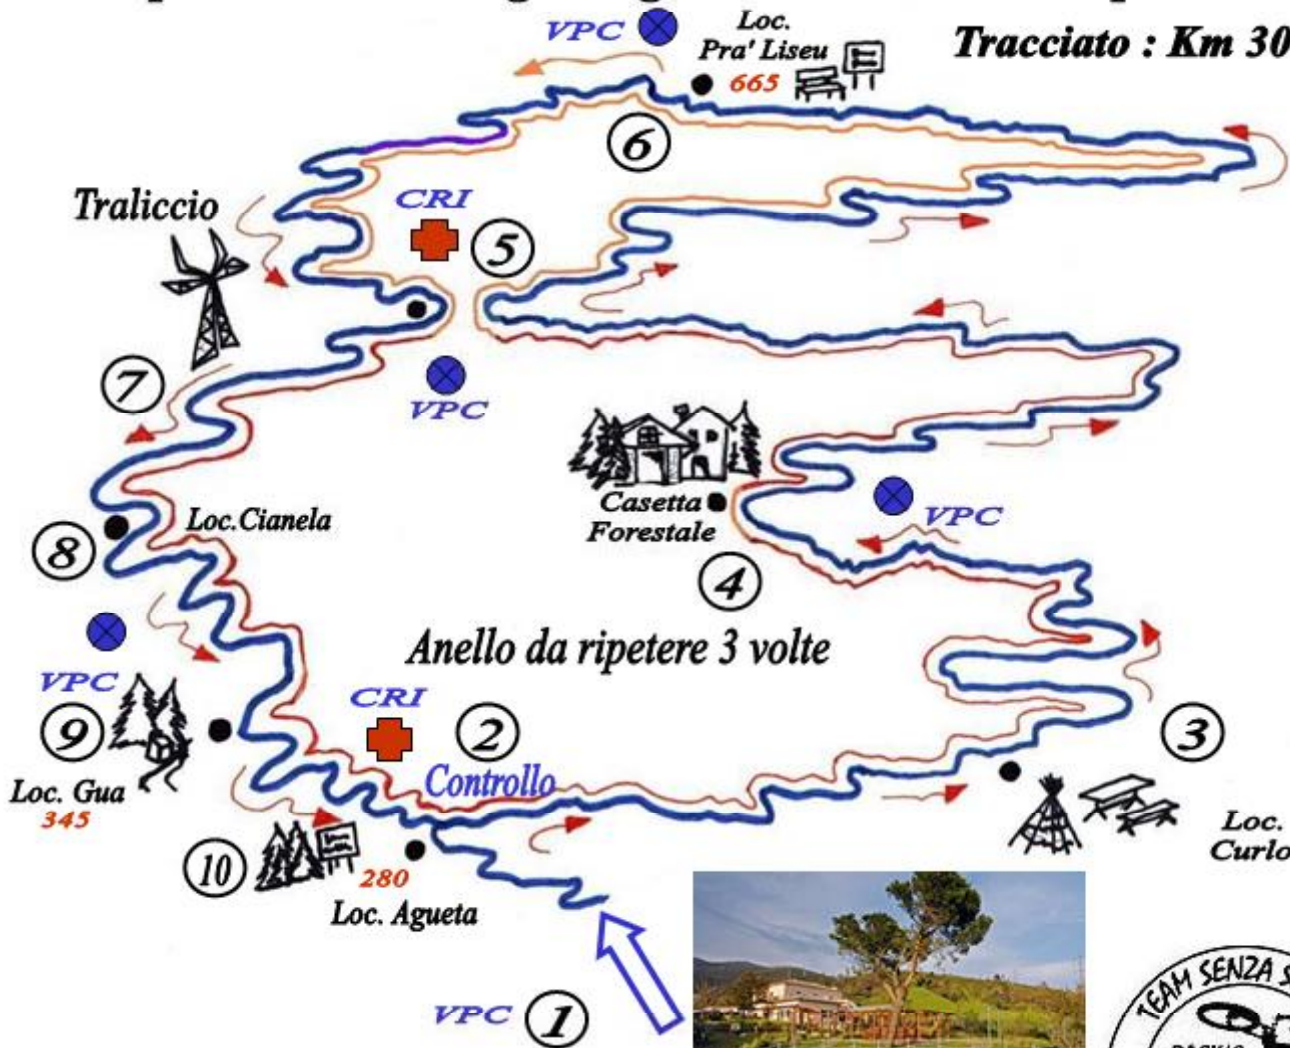 VPC
Loc.
Pra' Liseu
665
Tracciato : Km 30
6
Traliccio
CRI
5
7
VPC
Casetta
Forestale
VPC
Loc.Cianela
8
4
Anello da ripetere 3 volte
VPC
CRI
9
2
3
Controllo
Loc. Gua
345
Loc.
Curlo
10
280
Loc. Agueta
TEAM SENZA
VPC
1